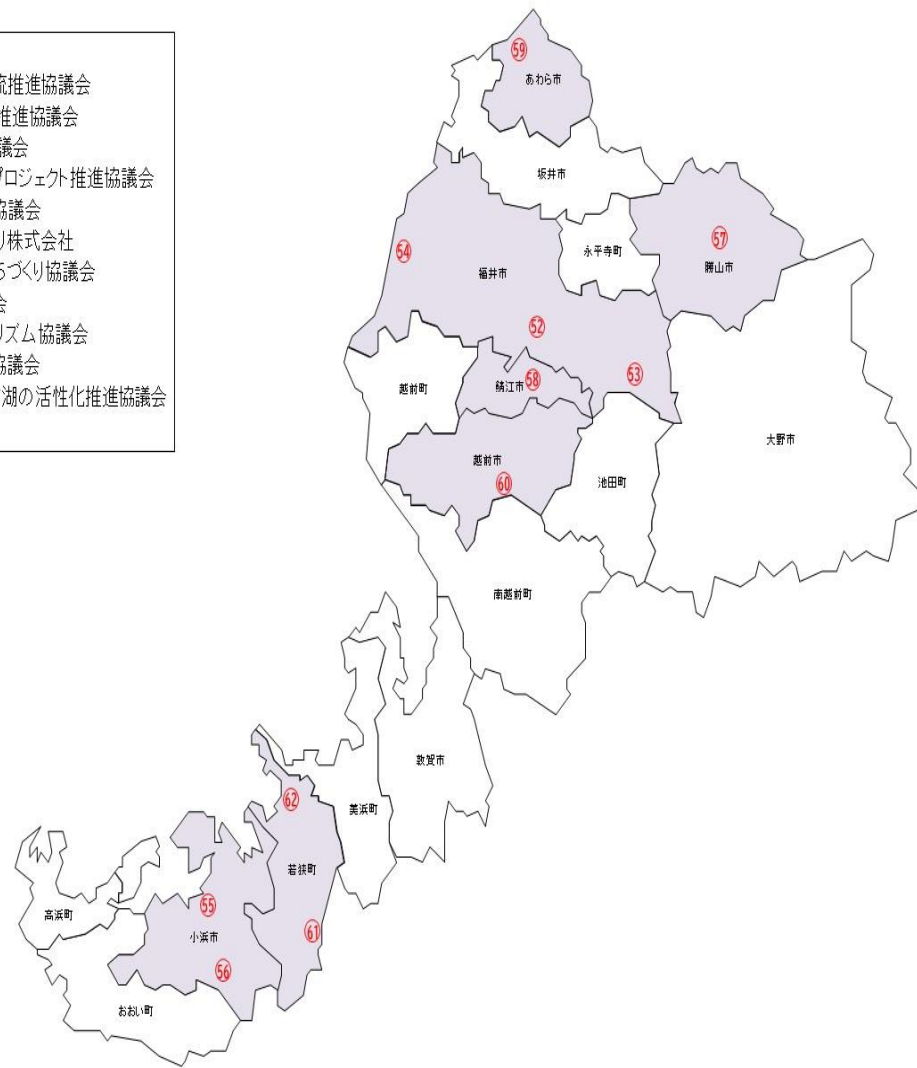 流推進協議会
推進協議会
議会
プロジェクト推進協議会
協議会
り株式会社
ちづくり協議会
会
リズム協議会
協議会
湖の活性化推進協議会
59
あわら市
坂井市
54
福井市
永平寺町
57
勝山市
52
越前町
鯖江市 58
53
大野市
越前市
60
池田町
南越前町
敦賀市
62
美浜町
若狭町
55
高浜町
小浜市
61
56
おおい町